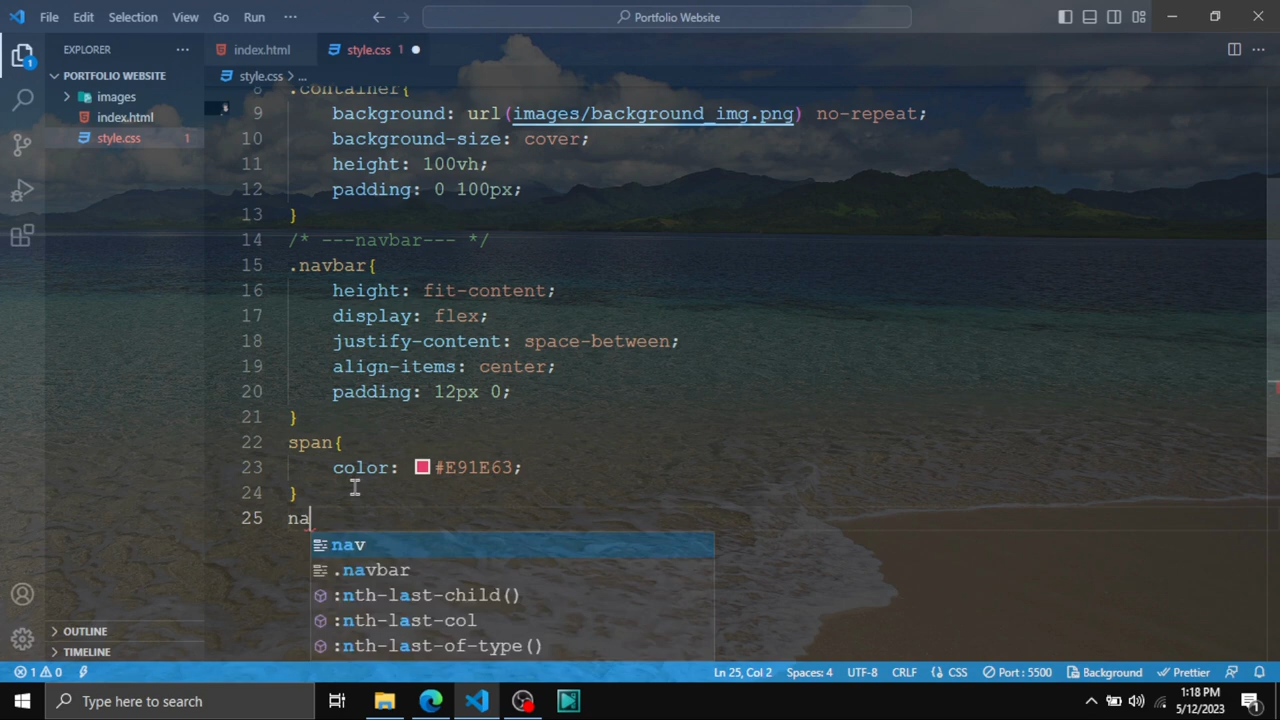 File Edit Selection View Go Run ··· Portfolio Website
EXPLORER ··· index.html style.css 1
PORTFOLIO WEBSITE
images
index.html
style.css 1
1
style.css > ...
8 .container{
9 background: url(images/background_img.png) no-repeat;
10 background-size: cover;
11 height: 100vh;
12 padding: 0 100px;
13 }
14 /* ---navbar--- */
15 .navbar{
16 height: fit-content;
17 display: flex;
18 justify-content: space-between;
19 align-items: center;
20 padding: 12px 0;
21 }
22 span{
23 color: #E91E63;
24 }
25 na
nav
.navbar
:nth-last-child()
:nth-last-col
:nth-last-of-type()
OUTLINE
TIMELINE
1 0 Ln 25, Col 2 Spaces: 4 UTF-8 CRLF CSS Port : 5500 Background Prettier
Type here to search
1:18 PM
5/12/2023
1